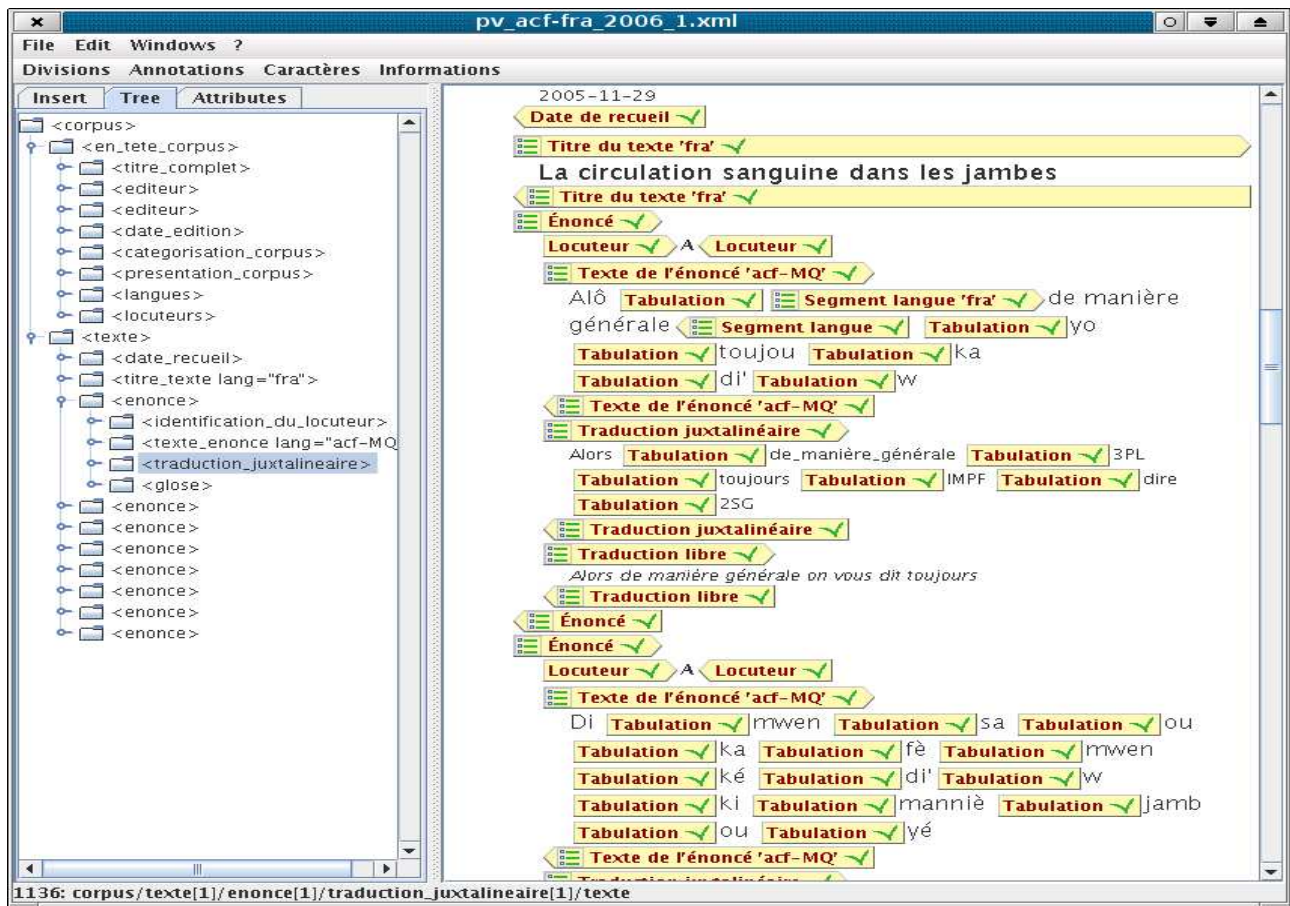 pv_acf-fra_2006_1.xml
File Edit Windows ?
Divisions Annotations Caractères Informations
Insert Tree Attributes
<corpus>
<en_tete_corpus>
<titre_complet>
<editeur>
<editeur>
<date_edition>
<categorisation_corpus>
<presentation_corpus>
<langues>
<locuteurs>
<texte>
<date_recueil>
<titre_texte lang="fra">
<enonce>
<identification_du_locuteur>
<texte_enonce lang="acf-MQ
<traduction_juxtalineaire>
<glose>
<enonce>
<enonce>
<enonce>
<enonce>
<enonce>
<enonce>
<enonce>
2005-11-29
Date de recueil
Titre du texte 'fra'
La circulation sanguine dans les jambes
Titre du texte 'fra'
Énoncé
Locuteur A Locuteur
Texte de l'énoncé 'acf-MQ'
Alô Tabulation Segment langue 'fra' de manière
générale Segment langue Tabulation yo
Tabulation toujou Tabulation ka
Tabulation di' Tabulation w
Texte de l'énoncé 'acf-MQ'
Traduction juxtalinéaire
Alors Tabulation de_manière_générale Tabulation 3PL
Tabulation toujours Tabulation IMPF Tabulation dire
Tabulation 2SG
Traduction juxtalinéaire
Traduction libre
Alors de manière générale on vous dit toujours
Traduction libre
Énoncé
Énoncé
Locuteur A Locuteur
Texte de l'énoncé 'acf-MQ'
Di Tabulation mwen Tabulation sa Tabulation ou
Tabulation ka Tabulation fè Tabulation mwen
Tabulation ké Tabulation di' Tabulation w
Tabulation ki Tabulation manniè Tabulation jamb
Tabulation ou Tabulation yé
Texte de l'énoncé 'acf-MQ'
Traduction juxtalinéaire
1136: corpus/texte[1]/enonce[1]/traduction_juxtalineaire[1]/texte